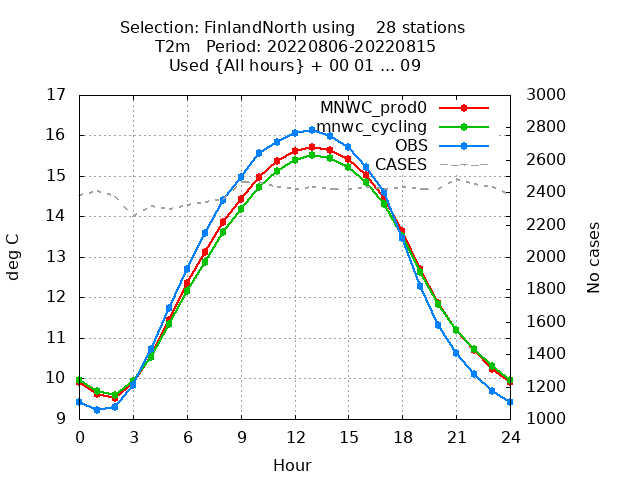 Selection: FinlandNorth using    28 stations
T2m   Period: 20220806-20220815
Used {All hours} + 00 01 ... 09
17
16
15
14
13
12
11
10
9
deg C
MNWC_prod0
mnwc_cycling
OBS
CASES
3000
2800
2600
2400
2200
2000
1800
1600
1400
1200
1000
No cases
0 3 6 9 12 15 18 21 24
Hour